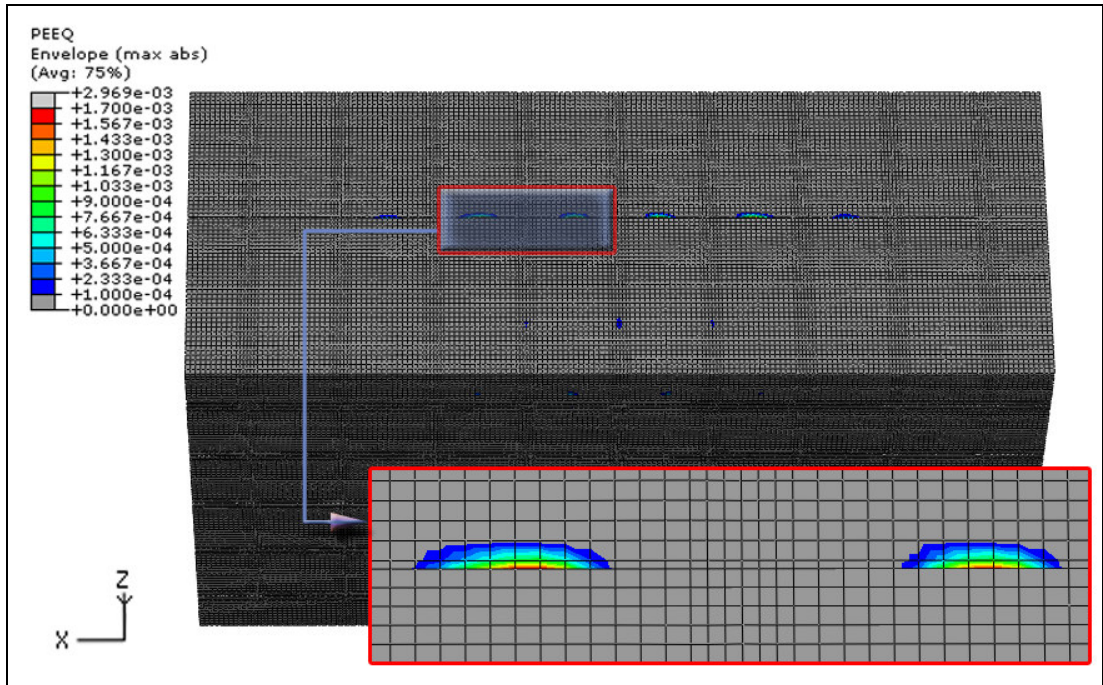 PEEQ
Envelope (max abs)
(Avg: 75%)
+2.969e-03
+1.700e-03
+1.567e-03
+1.433e-03
+1.300e-03
+1.167e-03
+1.033e-03
+9.000e-04
+7.667e-04
+6.333e-04
+5.000e-04
+3.667e-04
+2.333e-04
+1.000e-04
+0.000e+00
Z
X